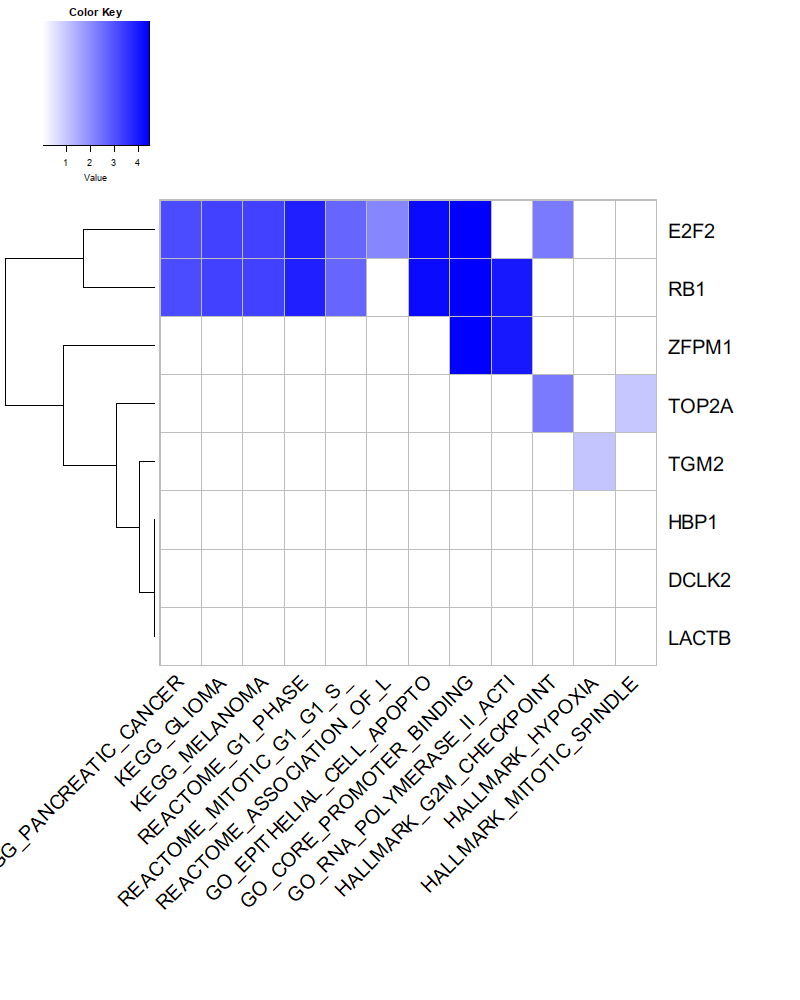 Color Key
1 2 3 4
Value
E2F2
RB1
ZFPM1
TOP2A
TGM2
HBP1
DCLK2
LACTB
GG_PANCREATIC_CANCER
KEGG_GLIOMA
KEGG_MELANOMA
REACTOME_G1_PHASE
REACTOME_MITOTIC_G1_G1_S_
REACTOME_ASSOCIATION_OF_L
GO_EPITHELIAL_CELL_APOPTO
GO_CORE_PROMOTER_BINDING
GO_RNA_POLYMERASE_II_ACTI
HALLMARK_G2M_CHECKPOINT
HALLMARK_HYPOXIA
HALLMARK_MITOTIC_SPINDLE